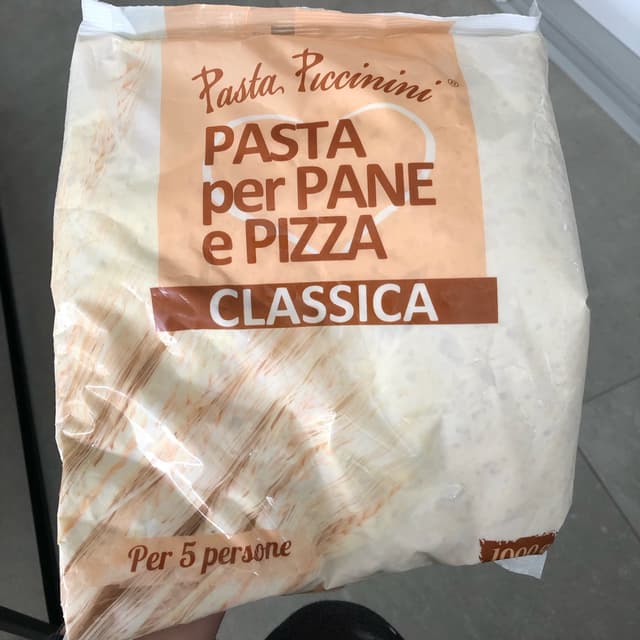 Pasta Piccinini®
PASTA
per PANE
e PIZZA
CLASSICA
Per 5 persone